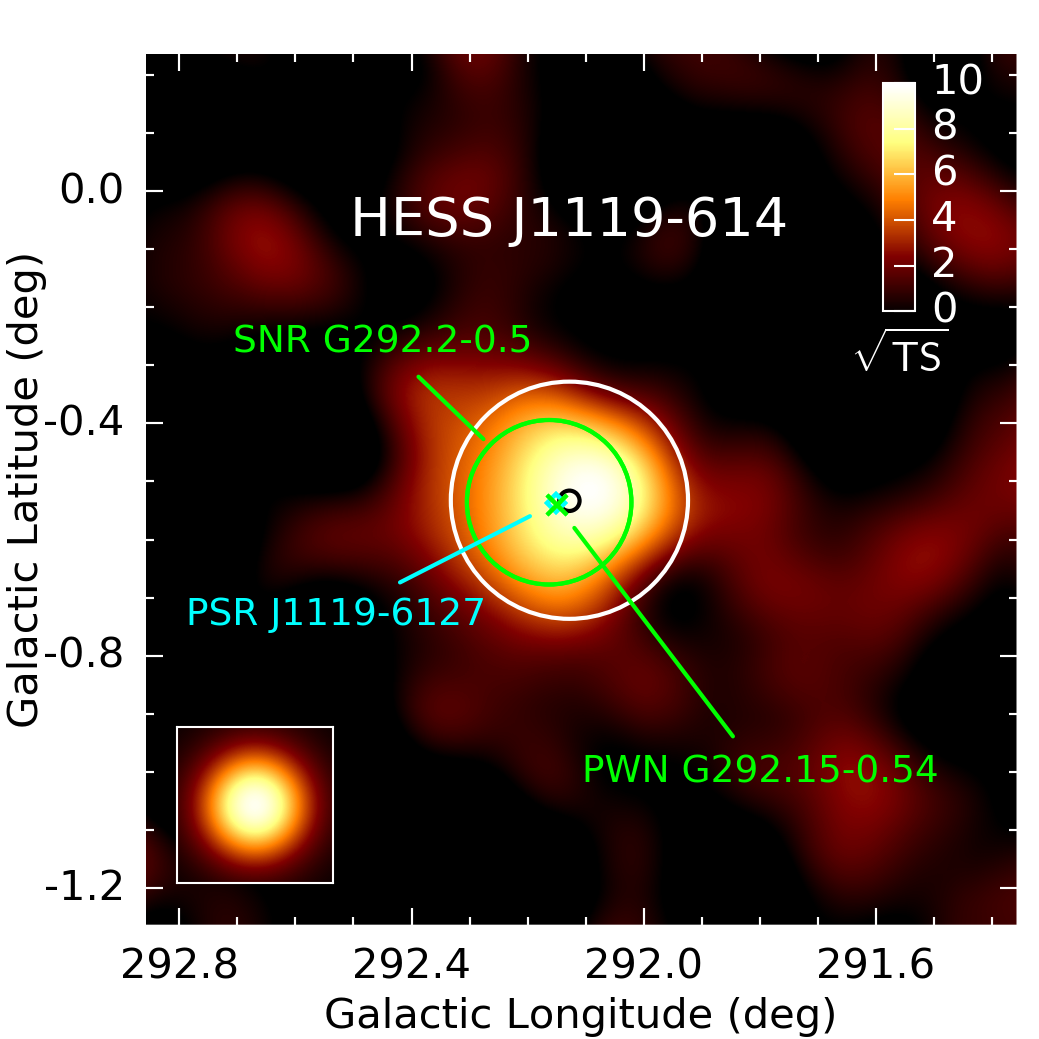 HESS J1119-614
10
8
6
4
2
0
√TS
SNR G292.2-0.5
PSR J1119-6127
PWN G292.15-0.54
0.0
-0.4
-0.8
-1.2
Galactic Latitude (deg)
292.8
292.4
292.0
291.6
Galactic Longitude (deg)